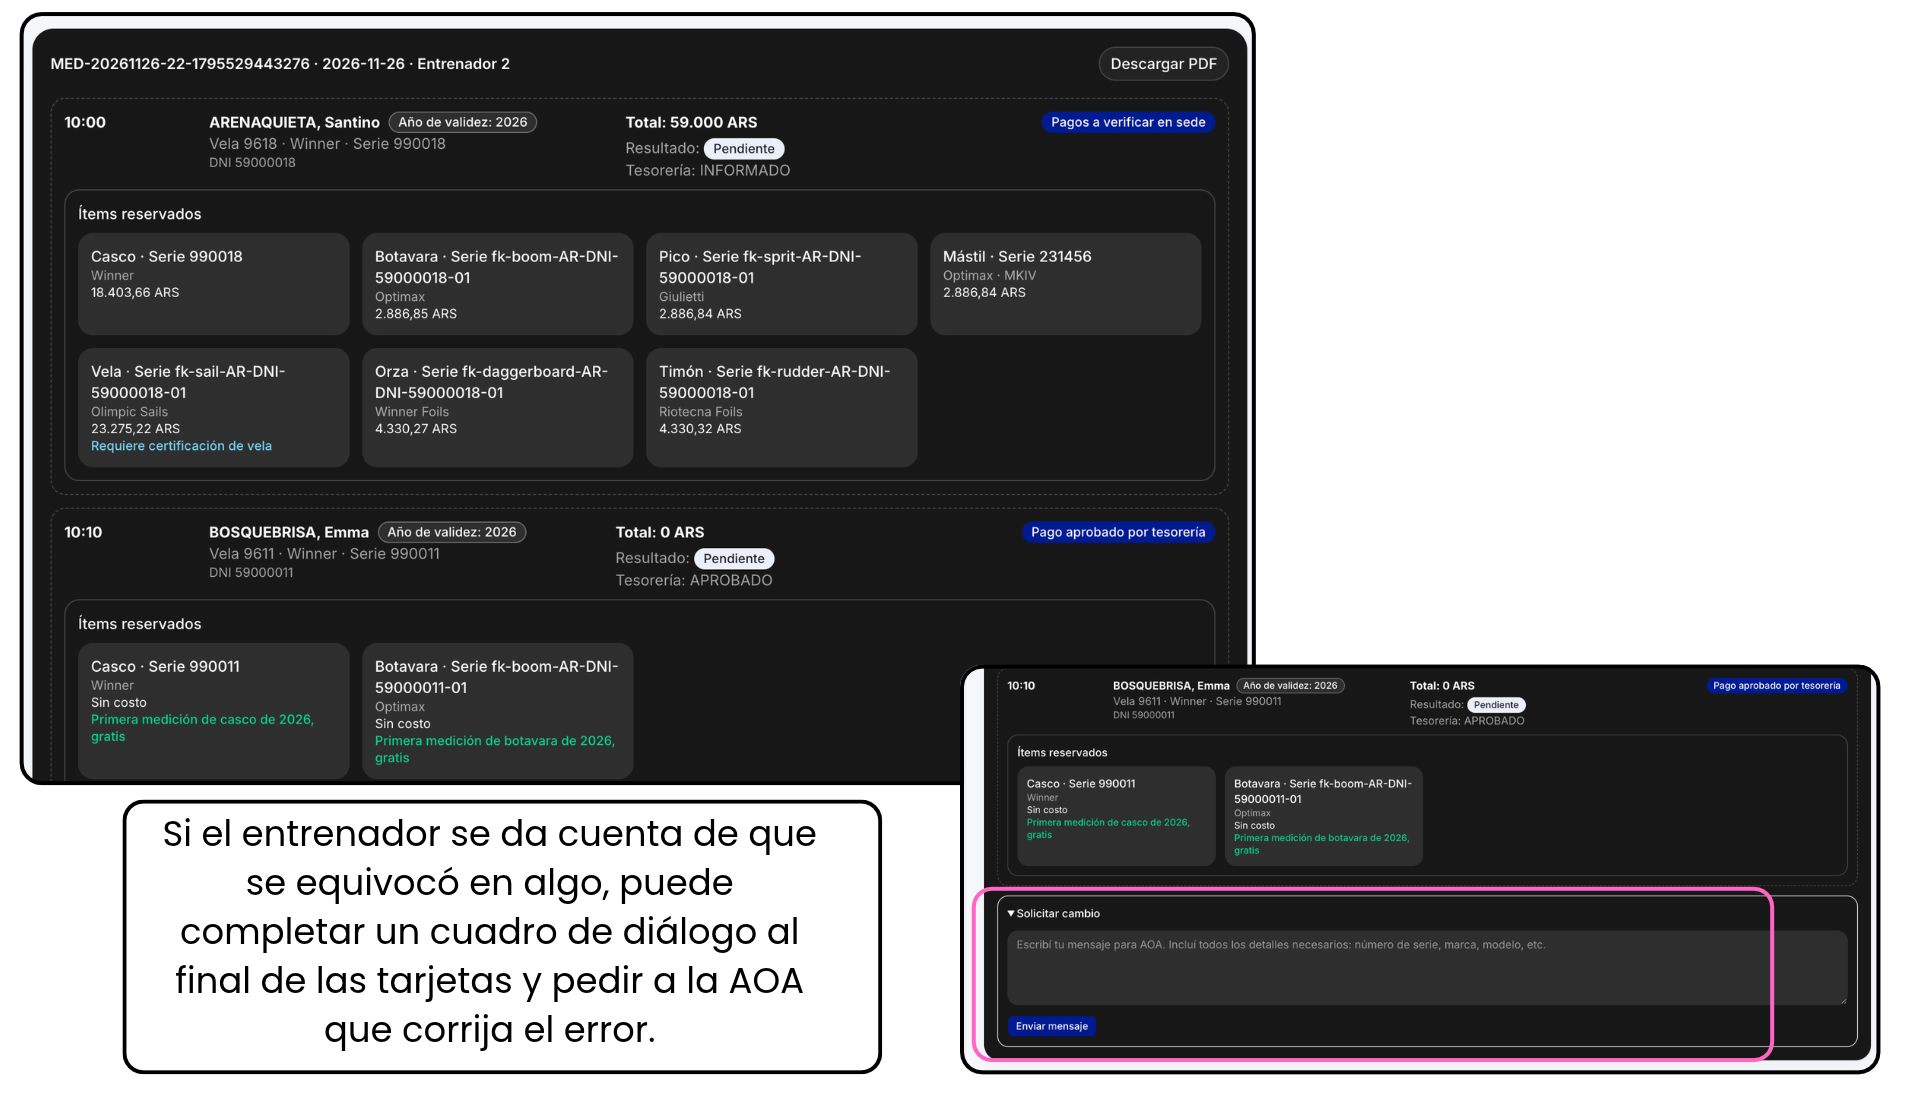 MED-20261126-22-1795529443276 · 2026-11-26 · Entrenador 2
Descargar PDF
10:00
ARENAQUIETA, Santino
Año de validez: 2026
Vela 9618 · Winner · Serie 990018
DNI 59000018
Total: 59.000 ARS
Resultado: Pendiente
Tesorería: INFORMADO
Pagos a verificar en sede
Ítems reservados
Casco · Serie 990018
Winner
18.403,66 ARS
Botavara · Serie fk-boom-AR-DNI-
59000018-01
Optimax
2.886,85 ARS
Pico · Serie fk-sprit-AR-DNI-
59000018-01
Giulietti
2.886,84 ARS
Mástil · Serie 231456
Optimax · MKIV
2.886,84 ARS
Vela · Serie fk-sail-AR-DNI-
59000018-01
Olimpic Sails
23.275,22 ARS
Requiere certificación de vela
Orza · Serie fk-daggerboard-AR-
DNI-59000018-01
Winner Foils
4.330,27 ARS
Timón · Serie fk-rudder-AR-DNI-
59000018-01
Riotecna Foils
4.330,32 ARS
10:10
BOSQUEBRISA, Emma
Año de validez: 2026
Vela 9611 · Winner · Serie 990011
DNI 59000011
Total: 0 ARS
Resultado: Pendiente
Tesorería: APROBADO
Pago aprobado por tesorería
Ítems reservados
Casco · Serie 990011
Winner
Sin costo
Primera medición de casco de 2026,
gratis
Botavara · Serie fk-boom-AR-DNI-
59000011-01
Optimax
Sin costo
Primera medición de botavara de 2026,
gratis
Si el entrenador se da cuenta de que
se equivocó en algo, puede
completar un cuadro de diálogo al
final de las tarjetas y pedir a la AOA
que corrija el error.
10:10
BOSQUEBRISA, Emma
Año de validez: 2026
Vela 9611 · Winner · Serie 990011
DNI 59000011
Total: 0 ARS
Resultado: Pendiente
Tesorería: APROBADO
Pago aprobado por tesorería
Ítems reservados
Casco · Serie 990011
Winner
Sin costo
Primera medición de casco de 2026,
gratis
Botavara · Serie fk-boom-AR-DNI-
59000011-01
Optimax
Sin costo
Primera medición de botavara de 2026,
gratis
▼Solicitar cambio
Escribí tu mensaje para AOA. Incluí todos los detalles necesarios: número de serie, marca, modelo, etc.
Enviar mensaje